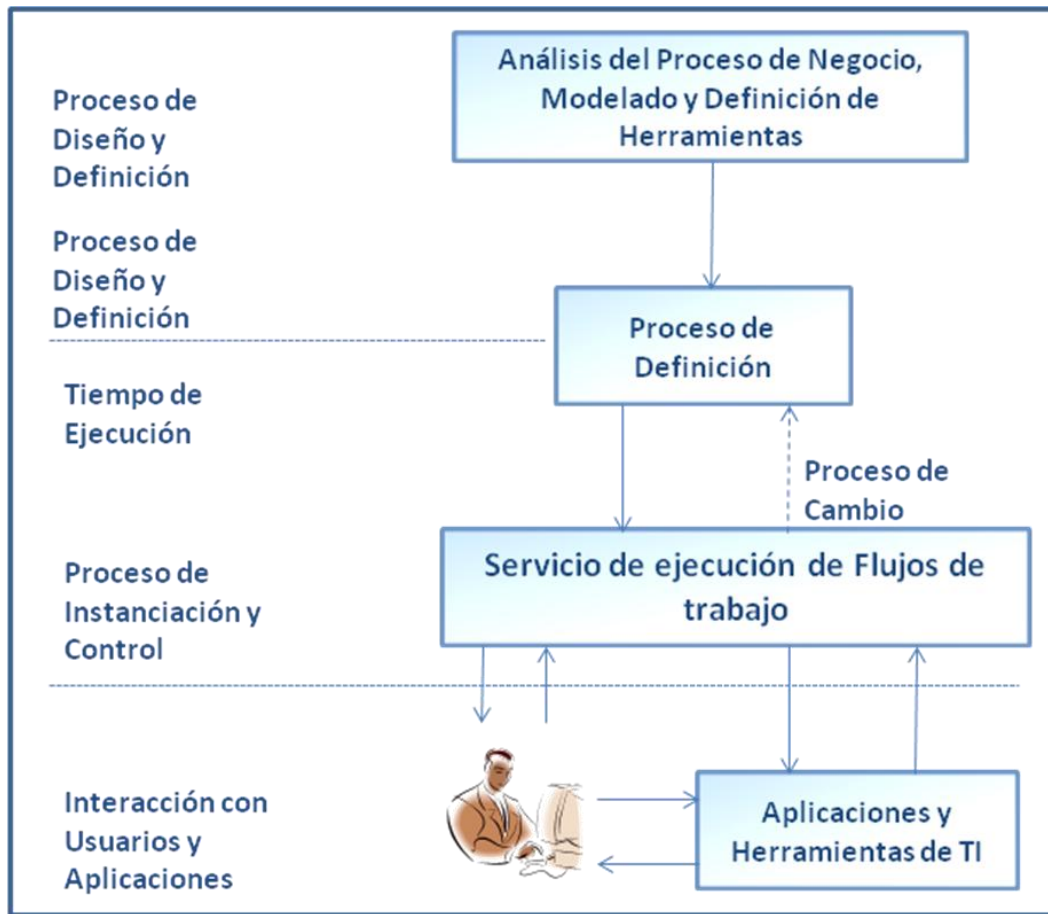 Análisis del Proceso de Negocio,
Modelado y Definición de
Herramientas
Proceso de
Diseño y
Definición
Proceso de
Diseño y
Definición
Proceso de
Definición
Tiempo de
Ejecución
Proceso de
Cambio
Servicio de ejecución de Flujos de
trabajo
Proceso de
Instanciación y
Control
Interacción con
Usuarios y
Aplicaciones
Aplicaciones y
Herramientas de TI